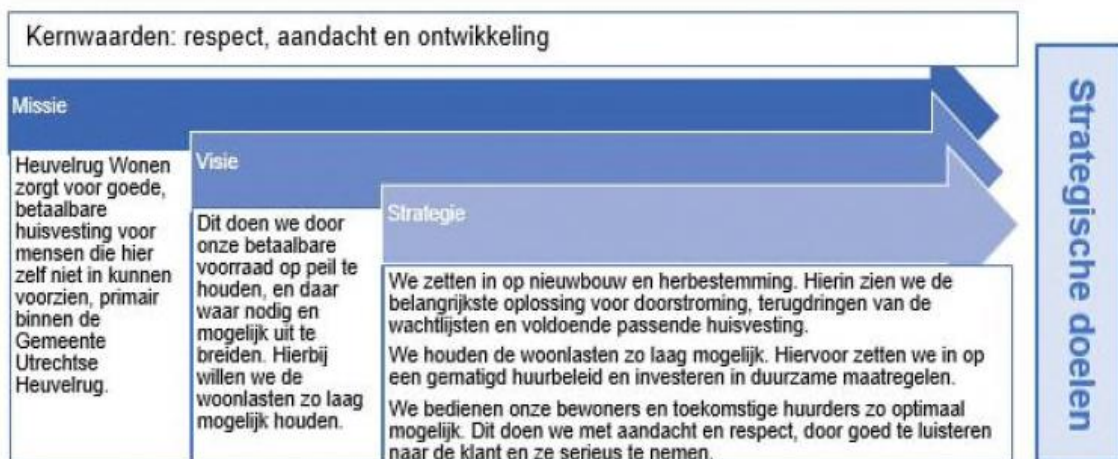 Kernwaarden: respect, aandacht en ontwikkeling
Missie
Heuvelrug Wonen
zorgt voor goede,
betaalbare
huisvesting voor
mensen die hier
zelf niet in kunnen
voorzien, primair
binnen de
Gemeente
Utrechtse
Heuvelrug.
Visie
Dit doen we door
onze betaalbare
voorraad op peil te
houden, en daar
waar nodig en
mogelijk uit te
breiden. Hierbij
willen we de
woonlasten zo laag
mogelijk houden.
Strategie
We zetten in op nieuwbouw en herbestemming. Hierin zien we de
belangrijkste oplossing voor doorstroming, terugdringen van de
wachtlijsten en voldoende passende huisvesting.
We houden de woonlasten zo laag mogelijk. Hiervoor zetten we in op
een gematigd huurbeleid en investeren in duurzame maatregelen.
We bedienen onze bewoners en toekomstige huurders zo optimaal
mogelijk. Dit doen we met aandacht en respect, door goed te luisteren
naar de klant en ze serieus te nemen.
Strategische doelen